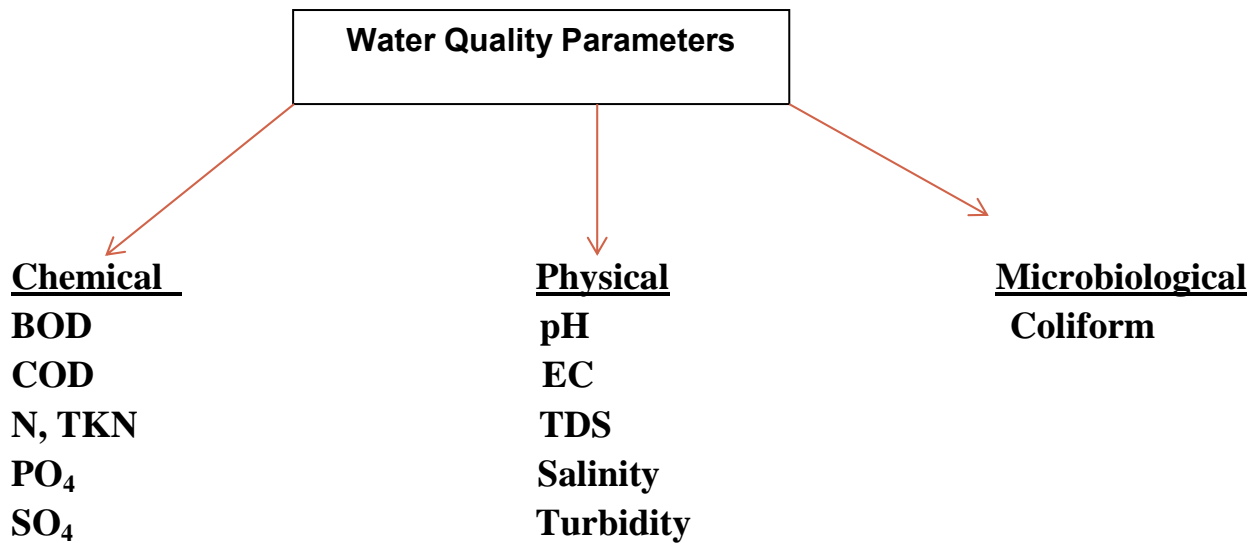 Water Quality Parameters
Chemical
BOD
COD
N, TKN
PO₄
SO₄
Physical
pH
EC
TDS
Salinity
Turbidity
Microbiological
Coliform